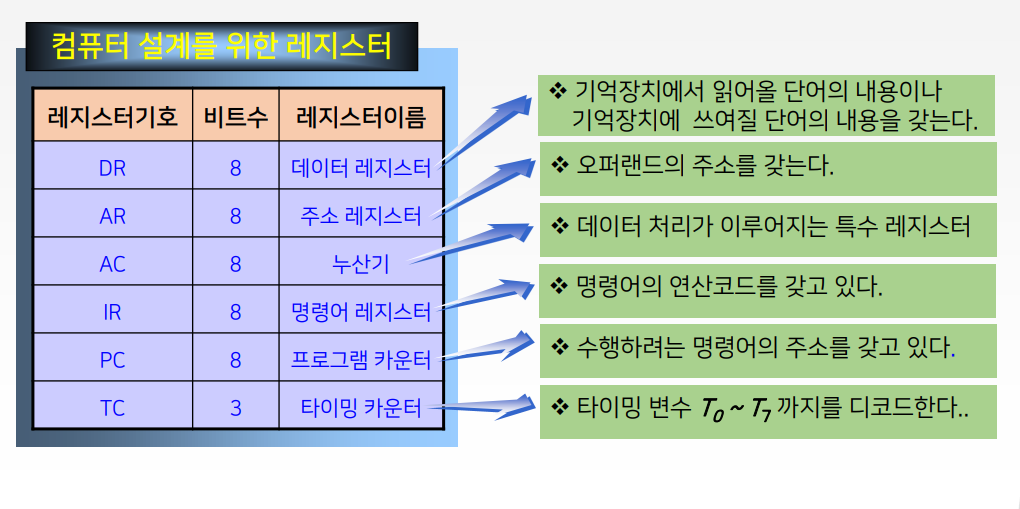 컴퓨터 설계를 위한 레지스터
레지스터기호 비트수 레지스터이름
DR 8 데이터 레지스터
AR 8 주소 레지스터
AC 8 누산기
IR 8 명령어 레지스터
PC 8 프로그램 카운터
TC 3 타이밍 카운터
❖ 기억장치에서 읽어올 단어의 내용이나
기억장치에 쓰여질 단어의 내용을 갖는다.
❖ 오퍼랜드의 주소를 갖는다.
❖ 데이터 처리가 이루어지는 특수 레지스터
❖ 명령어의 연산코드를 갖고 있다.
❖ 수행하려는 명령어의 주소를 갖고 있다.
❖ 타이밍 변수 T₀ ~ T₇ 까지를 디코드한다..